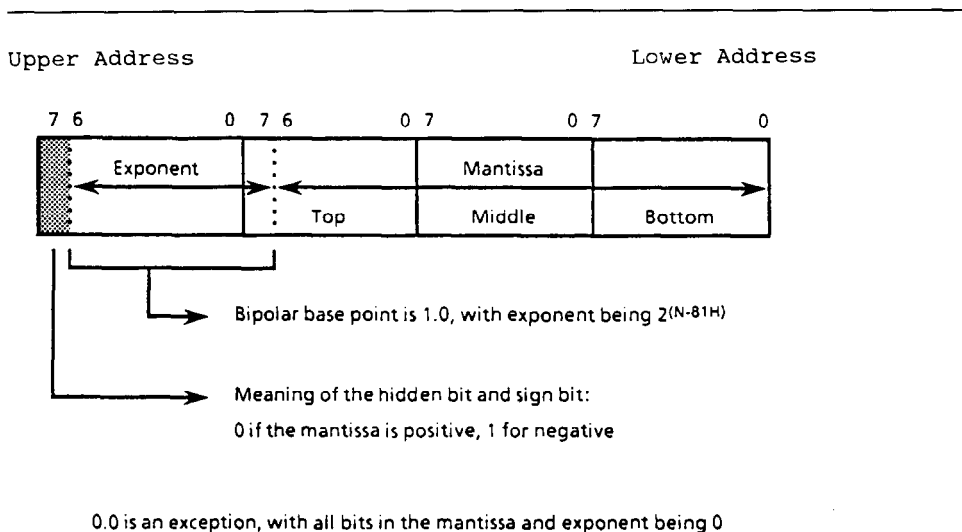 Upper Address Lower Address
7 6 0 7 6 0 7 0 7 0
Exponent Mantissa
Top Middle Bottom
Bipolar base point is 1.0, with exponent being 2(N-81H)
Meaning of the hidden bit and sign bit:
0 if the mantissa is positive, 1 for negative
0.0 is an exception, with all bits in the mantissa and exponent being 0